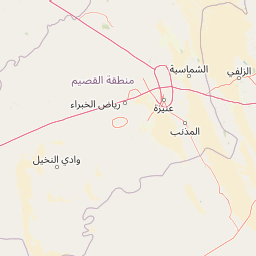 الشماسية
الزلفي
منطقة القصيم
رياض الخبراء
عنيزة
المذنب
وادي النخيل